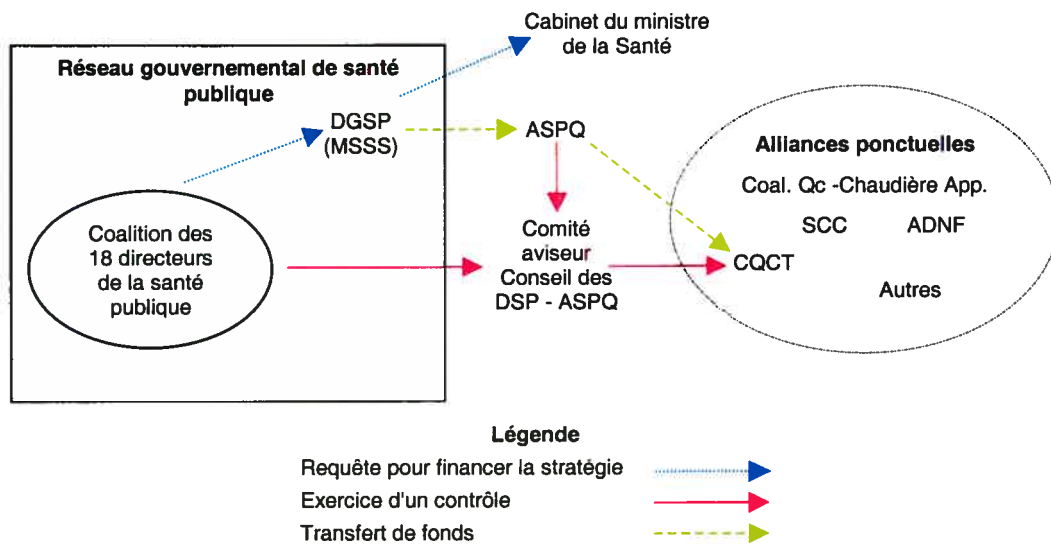 Cabinet du ministre
de la Santé
Réseau gouvernemental de santé
publique
DGSP
(MSSS)
ASPQ
Alliances ponctuelles
Coal. Qc -Chaudière App.
SCC ADNF
CQCT
Autres
Coalition des
18 directeurs
de la santé
publique
Comité
aviseur
Conseil des
DSP - ASPQ
Légende
Requête pour financer la stratégie
Exercice d'un contrôle
Transfert de fonds